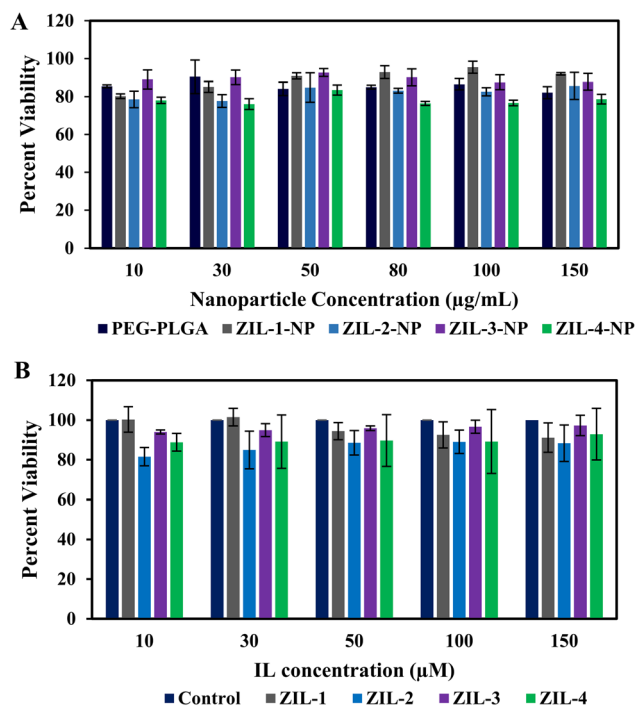 A
120
100
80
60
40
20
0
Percent Viability
10 30 50 80 100 150
Nanoparticle Concentration (µg/mL)
PEG-PLGA ZIL-1-NP ZIL-2-NP ZIL-3-NP ZIL-4-NP
B
120
100
80
60
40
20
0
Percent Viability
10 30 50 100 150
IL concentration (µM)
Control ZIL-1 ZIL-2 ZIL-3 ZIL-4